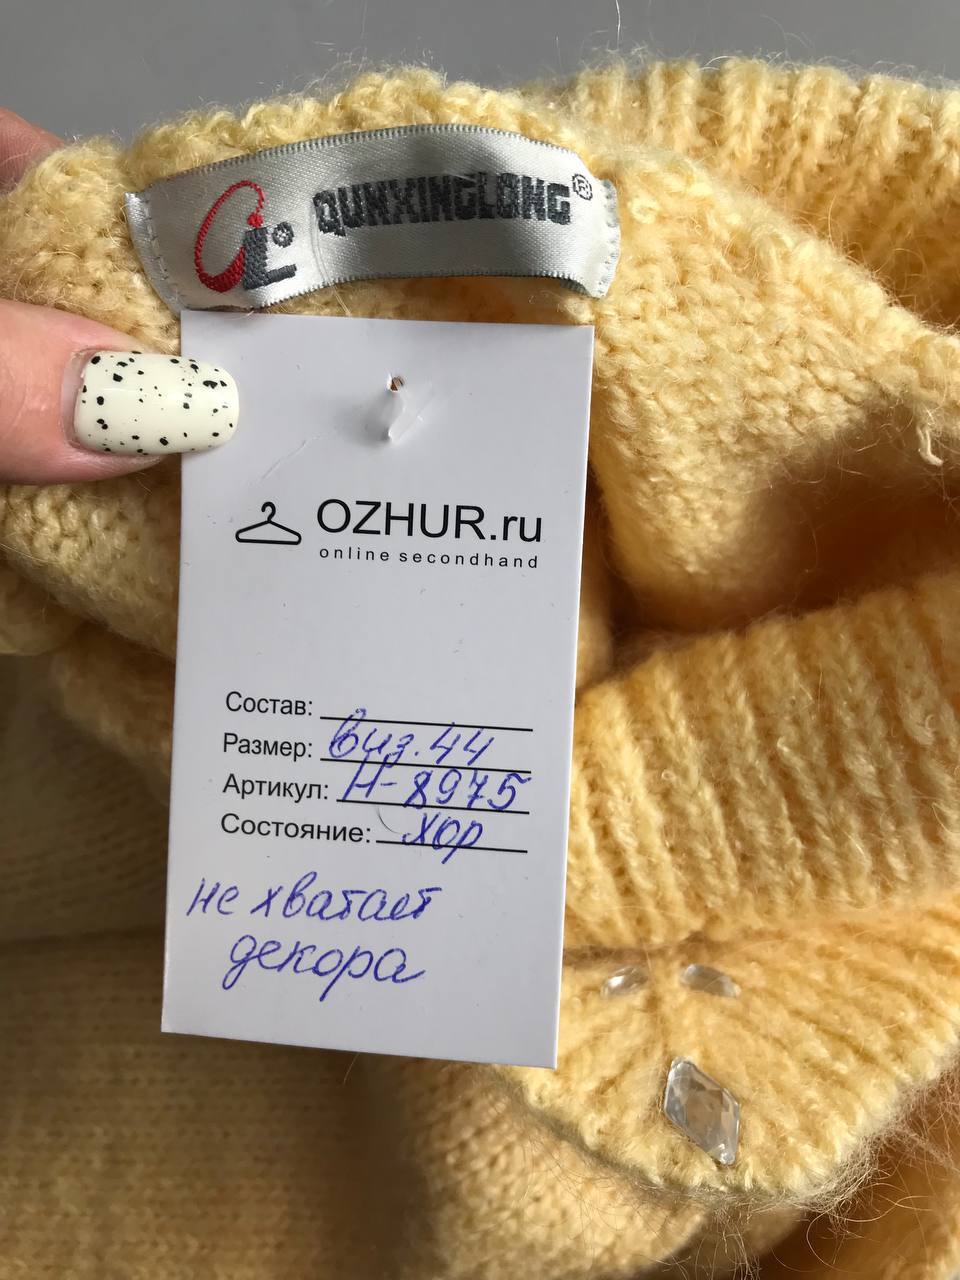 QUNXINGLONG®
OZHUR.ru
online secondhand
Состав:
Размер: виз. 44
Артикул: Н-8975
Состояние: хор
не хватает
декора